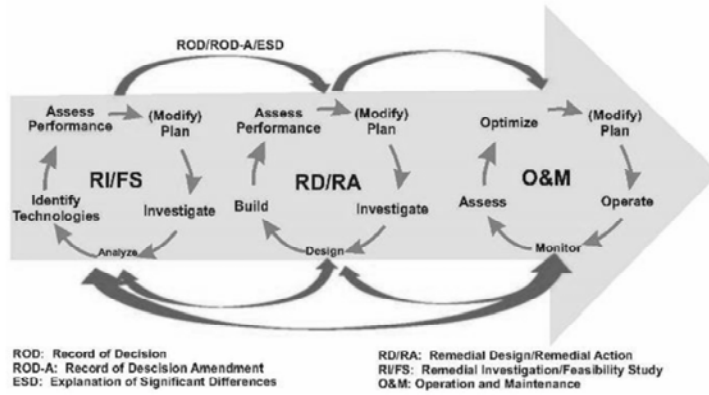 ROD/ROD-A/ESD
Assess
Performance
(Modify)
Plan
Investigate
Analyze
Identify
Technologies
RI/FS
Assess
Performance
(Modify)
Plan
Investigate
Design
Build
RD/RA
Optimize
(Modify)
Plan
Operate
Monitor
Assess
O&M
ROD: Record of Decision
ROD-A: Record of Descision Amendment
ESD: Explanation of Significant Differences
RD/RA: Remedial Design/Remedial Action
RI/FS: Remedial Investigation/Feasibility Study
O&M: Operation and Maintenance